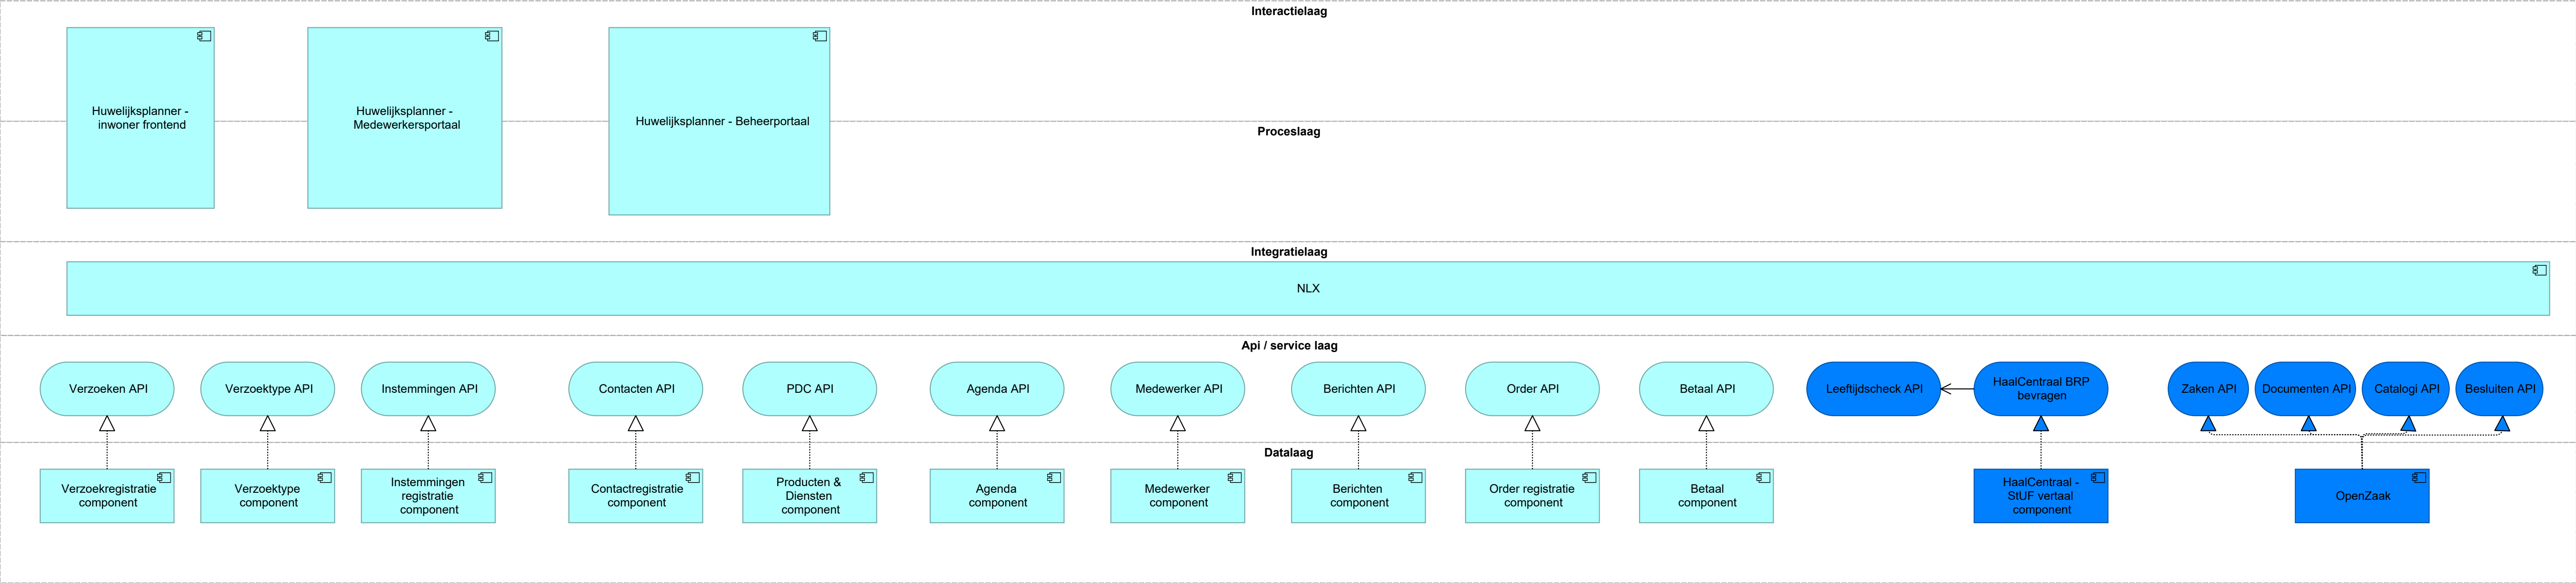 Interactielaag
Huwelijksplanner -
inwoner frontend
Huwelijksplanner -
Medewerkersportaal
Huwelijksplanner - Beheerportaal
Proceslaag
Integratielaag
NLX
Api / service laag
Verzoeken API
Verzoektype API
Instemmingen API
Contacten API
PDC API
Agenda API
Medewerker API
Berichten API
Order API
Betaal API
Leeftijdscheck API
HaalCentraal BRP
bevragen
Zaken API
Documenten API
Catalogi API
Besluiten API
Datalaag
Verzoekregistratie
component
Verzoektype
component
Instemmingen
registratie
component
Contactregistratie
component
Producten &
Diensten
component
Agenda
component
Medewerker
component
Berichten
component
Order registratie
component
Betaal
component
HaalCentraal -
StUF vertaal
component
OpenZaak